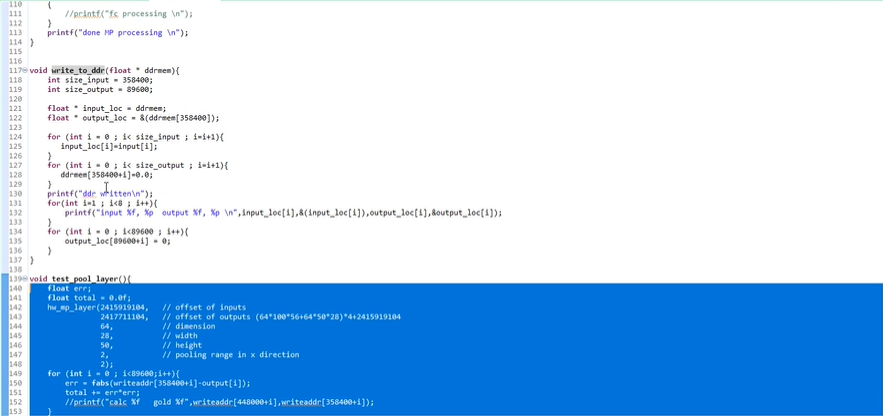 110 {
111 //printf("fc processing \n");
112 }
113 printf("done MP processing \n");
114 }
115
116
117 void write_to_ddr(float * ddrmem){
118 int size_input = 358400;
119 int size_output = 89600;
120
121 float * input_loc = ddrmem;
122 float * output_loc = &(ddrmem[358400]);
123
124 for (int i = 0 ; i< size_input ; i=i+1){
125 input_loc[i]=input[i];
126 }
127 for (int i = 0 ; i< size_output ; i=i+1){
128 ddrmem[358400+i]=0.0;
129 }
130 printf("ddr written\n");
131 for(int i=1 ; i<8 ; i++){
132 printf("input %f, %p  output %f, %p \n",input_loc[i],&(input_loc[i]),output_loc[i],&output_loc[i]);
133 }
134 for (int i = 0 ; i<89600 ; i++){
135 output_loc[89600+i] = 0;
136 }
137 }
138
139 void test_pool_layer(){
140 float err;
141 float total = 0.0f;
142 hw_mp_layer(2415919104, // offset of inputs
143 2417711104, // offset of outputs (64*100*56+64*50*28)*4+2415919104
144 64, // dimension
145 28, // width
146 50, // height
147 2, // pooling range in x direction
148 2);
149 for (int i = 0 ; i<89600;i++){
150 err = fabs(writeaddr[358400+i]-output[i]);
151 total += err*err;
152 //printf("calc %f   gold %f",writeaddr[448000+i],writeaddr[358400+i]);
153 }